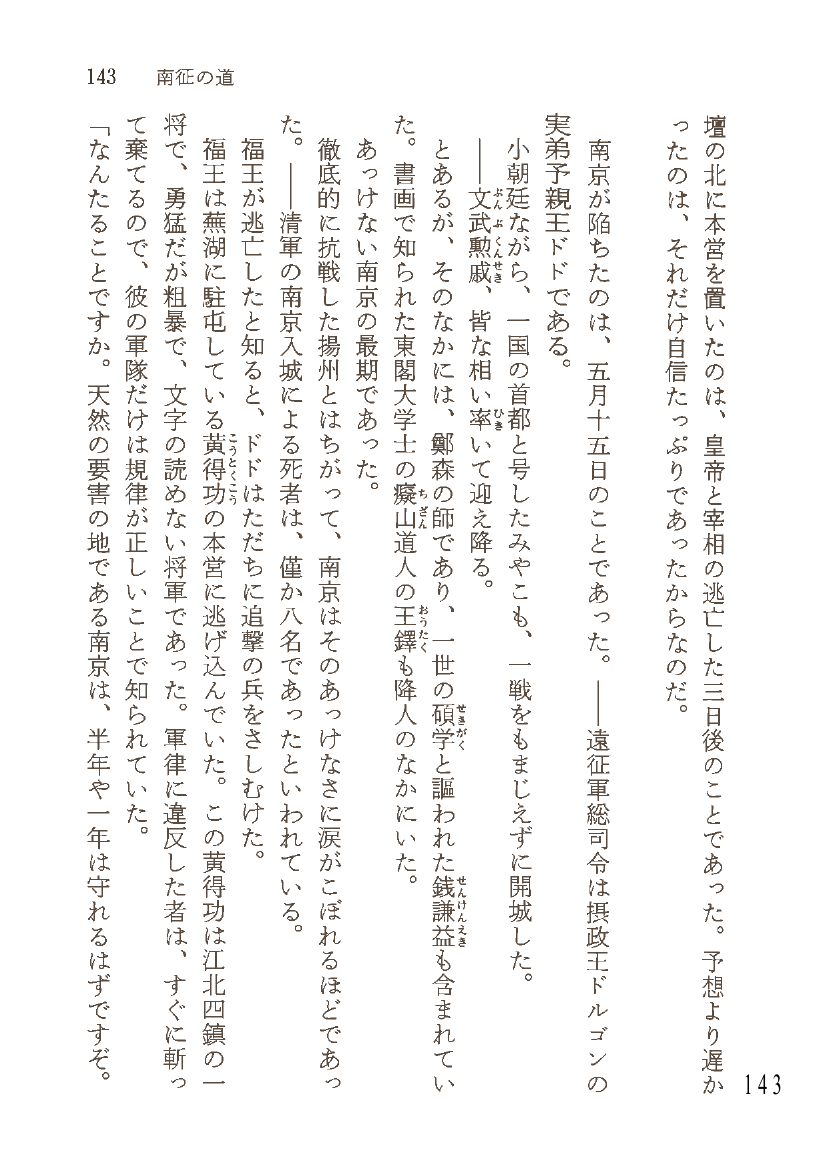 143 南征の道
壇の北に本営を置いたのは、皇帝と宰相の逃亡した三日後のことであった。予想より遅か
ったのは、それだけ自信たっぷりであったからなのだ。
南京が陥ちたのは、五月十五日のことであった。――遠征軍総司令は摂政王ドルゴンの
実弟予親王ドドである。
小朝廷ながら、一国の首都と号したみやこも、一戦をもまじえずに開城した。
――文武勲戚、皆な相い率いて迎え降る。
とあるが、そのなかには、鄭森の師であり、一世の碩学と謳われた銭謙益も含まれてい
た。書画で知られた東閣大学士の癡山道人の王鐸も降人のなかにいた。
あっけない南京の最期であった。
徹底的に抗戦した揚州とはちがって、南京はそのあっけなさに涙がこぼれるほどであっ
た。――清軍の南京入城による死者は、僅か八名であったといわれている。
福王が逃亡したと知ると、ドドはただちに追撃の兵をさしむけた。
福王は蕪湖に駐屯している黄得功の本営に逃げ込んでいた。この黄得功は江北四鎮の一
将で、勇猛だが粗暴で、文字の読めない将軍であった。軍律に違反した者は、すぐに斬っ
て棄てるので、彼の軍隊だけは規律が正しいことで知られていた。
「なんたることですか。天然の要害の地である南京は、半年や一年は守れるはずですぞ。
143